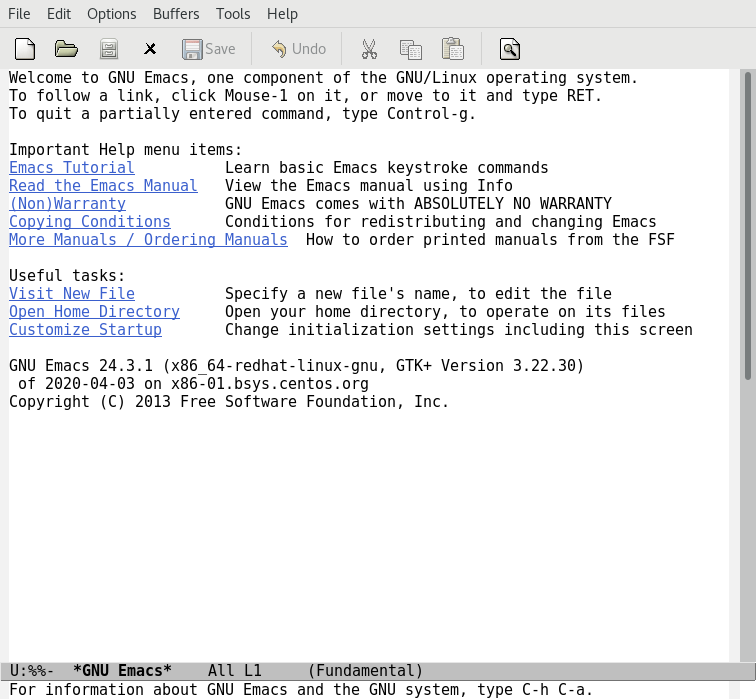 File Edit Options Buffers Tools Help
Save Undo
Welcome to GNU Emacs, one component of the GNU/Linux operating system.
To follow a link, click Mouse-1 on it, or move to it and type RET.
To quit a partially entered command, type Control-g.
Important Help menu items:
Emacs Tutorial Learn basic Emacs keystroke commands
Read the Emacs Manual View the Emacs manual using Info
(Non)Warranty GNU Emacs comes with ABSOLUTELY NO WARRANTY
Copying Conditions Conditions for redistributing and changing Emacs
More Manuals / Ordering Manuals How to order printed manuals from the FSF
Useful tasks:
Visit New File Specify a new file's name, to edit the file
Open Home Directory Open your home directory, to operate on its files
Customize Startup Change initialization settings including this screen
GNU Emacs 24.3.1 (x86_64-redhat-linux-gnu, GTK+ Version 3.22.30)
of 2020-04-03 on x86-01.bsys.centos.org
Copyright (C) 2013 Free Software Foundation, Inc.
U:%%- *GNU Emacs* All L1 (Fundamental)
For information about GNU Emacs and the GNU system, type C-h C-a.